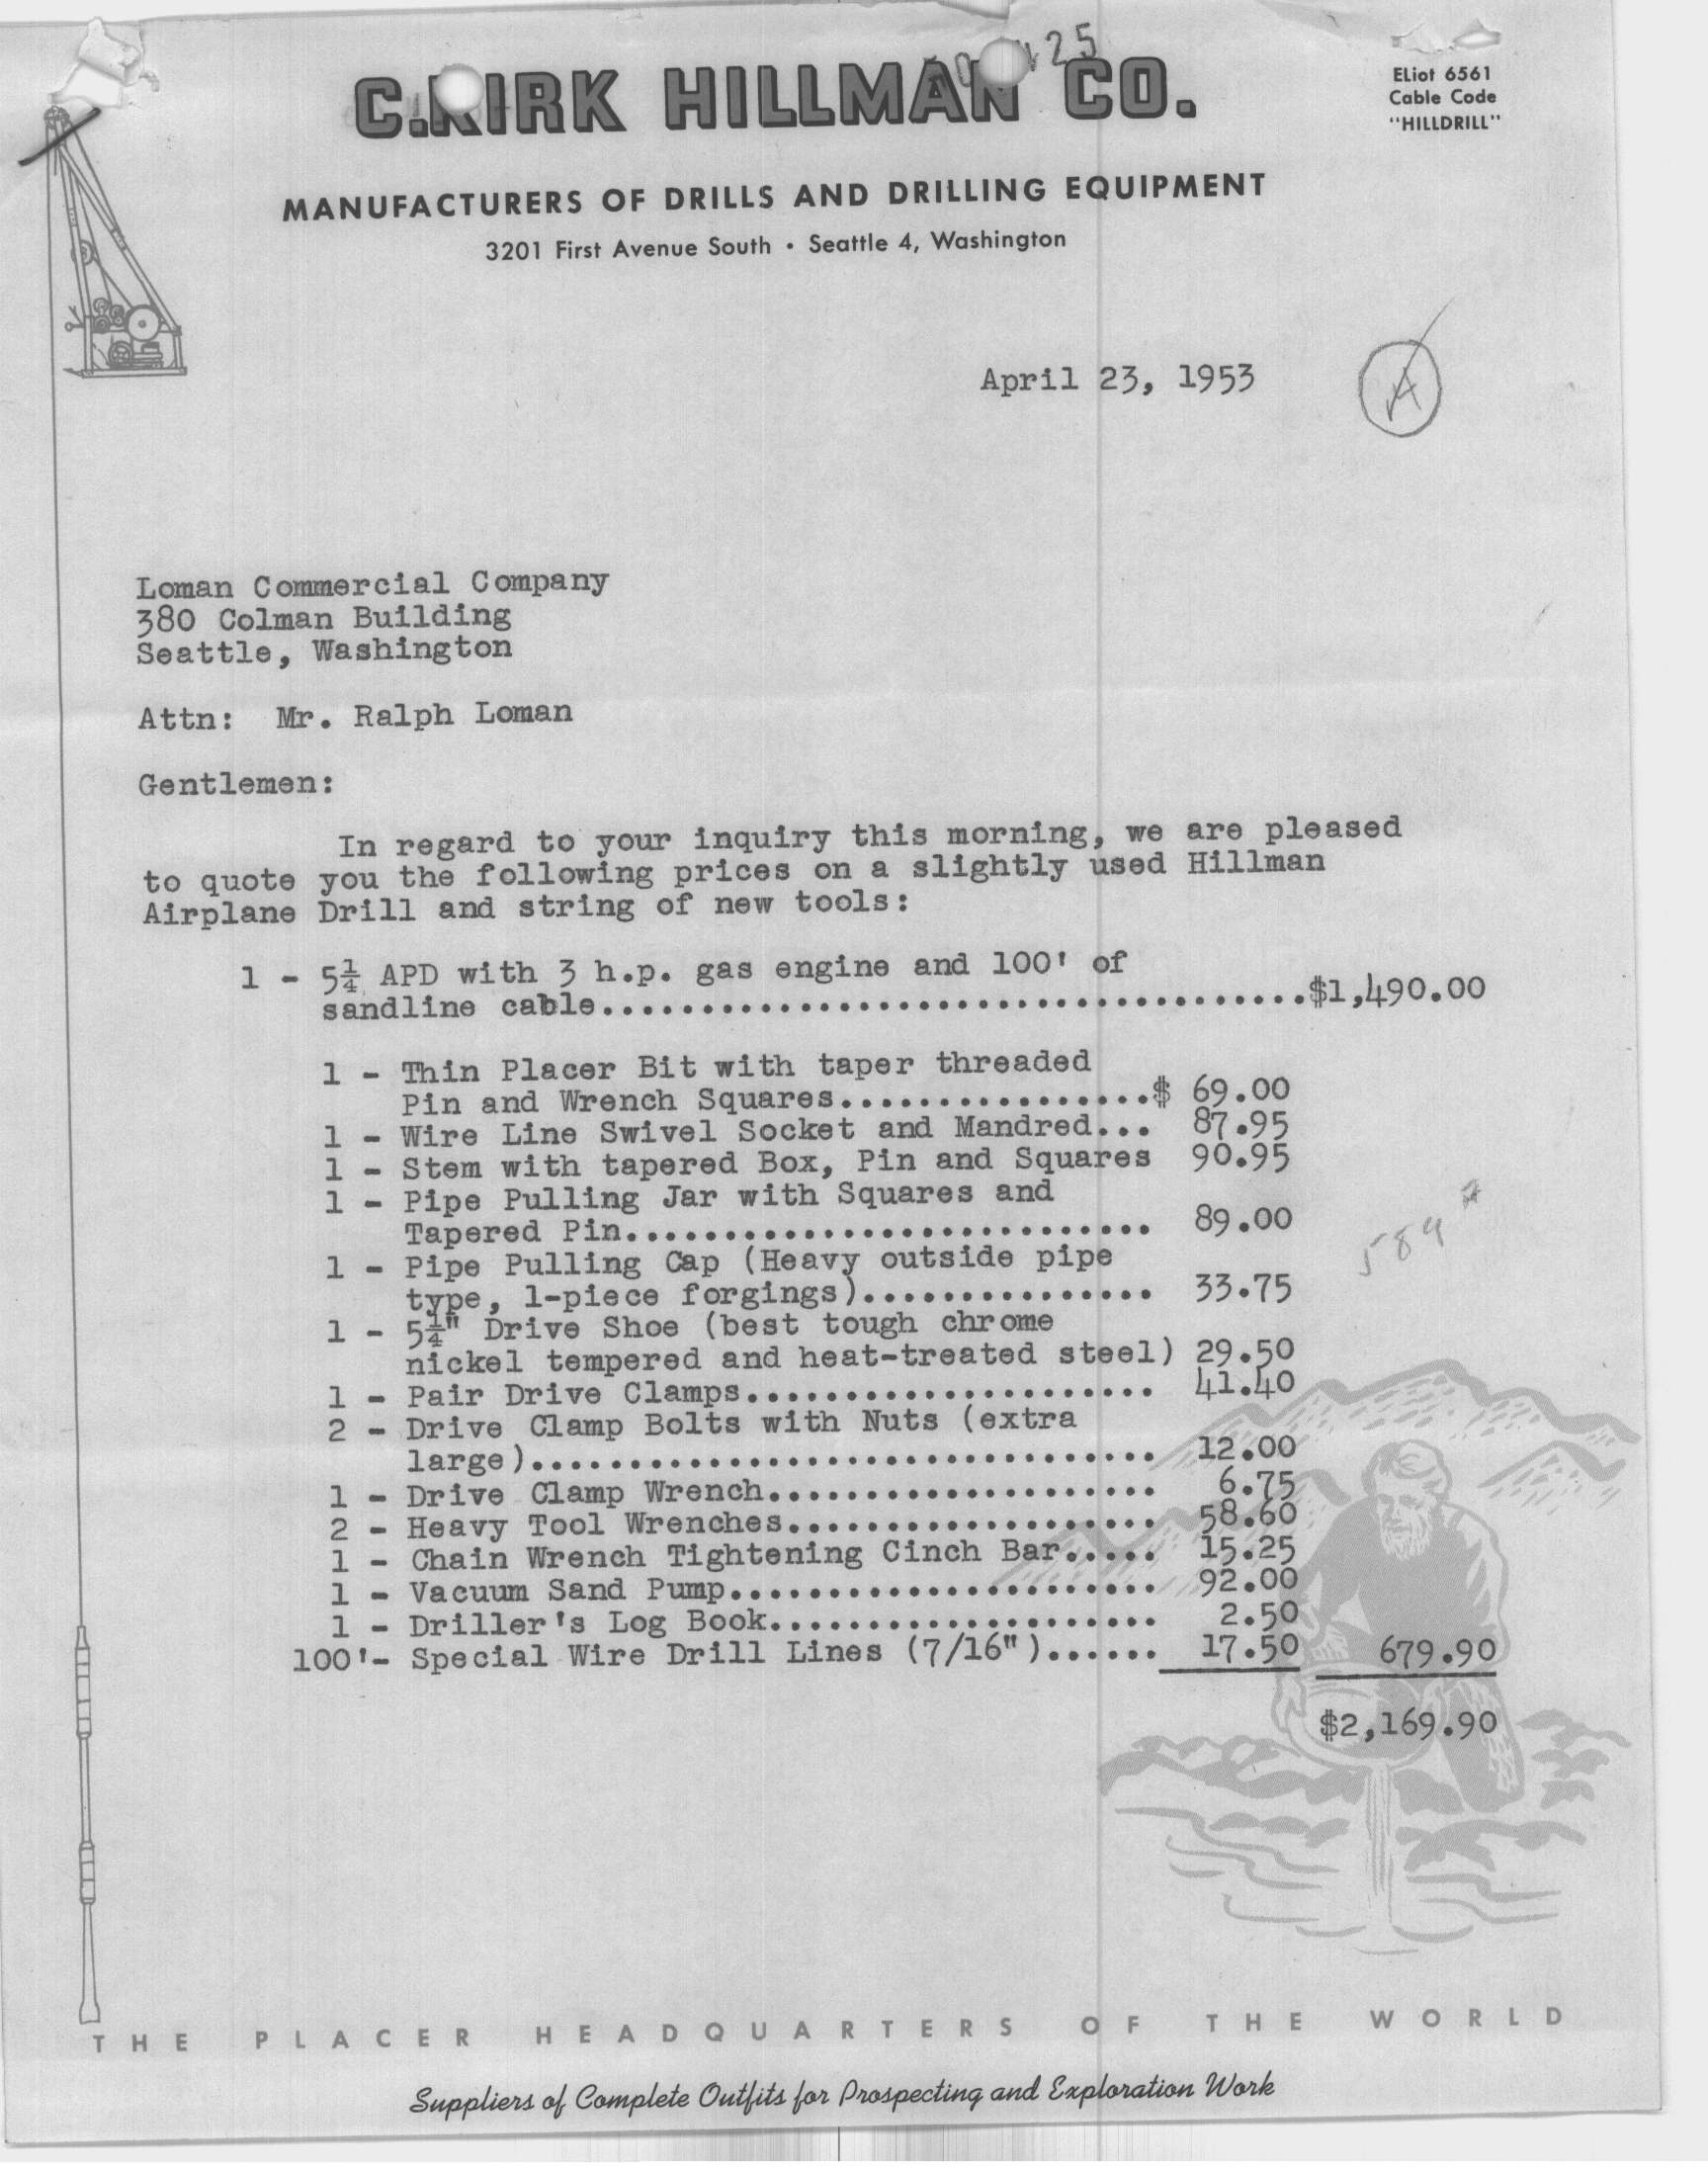 C. KIRK HILLMAN CO.
ELiot 6561
Cable Code
"HILLDRILL"
MANUFACTURERS OF DRILLS AND DRILLING EQUIPMENT
3201 First Avenue South • Seattle 4, Washington
April 23, 1953
A
Loman Commercial Company
380 Colman Building
Seattle, Washington
Attn: Mr. Ralph Loman
Gentlemen:
In regard to your inquiry this morning, we are pleased
to quote you the following prices on a slightly used Hillman
Airplane Drill and string of new tools:
1 - 5¼ APD with 3 h.p. gas engine and 100' of
sandline cable....................................$1,490.00
1 - Thin Placer Bit with taper threaded
Pin and Wrench Squares................$ 69.00
1 - Wire Line Swivel Socket and Mandred... 87.95
1 - Stem with tapered Box, Pin and Squares 90.95
1 - Pipe Pulling Jar with Squares and
Tapered Pin........................... 89.00
589 #
1 - Pipe Pulling Cap (Heavy outside pipe
type, 1-piece forgings)............... 33.75
1 - 5¼" Drive Shoe (best tough chrome
nickel tempered and heat-treated steel) 29.50
1 - Pair Drive Clamps..................... 41.40
2 - Drive Clamp Bolts with Nuts (extra
large)................................ 12.00
1 - Drive Clamp Wrench.................... 6.75
2 - Heavy Tool Wrenches................... 58.60
1 - Chain Wrench Tightening Cinch Bar..... 15.25
1 - Vacuum Sand Pump...................... 92.00
1 - Driller's Log Book.................... 2.50
100'- Special Wire Drill Lines (7/16")...... 17.50 679.90
$2,169.90
THE PLACER HEADQUARTERS OF THE WORLD
Suppliers of Complete Outfits for Prospecting and Exploration Work